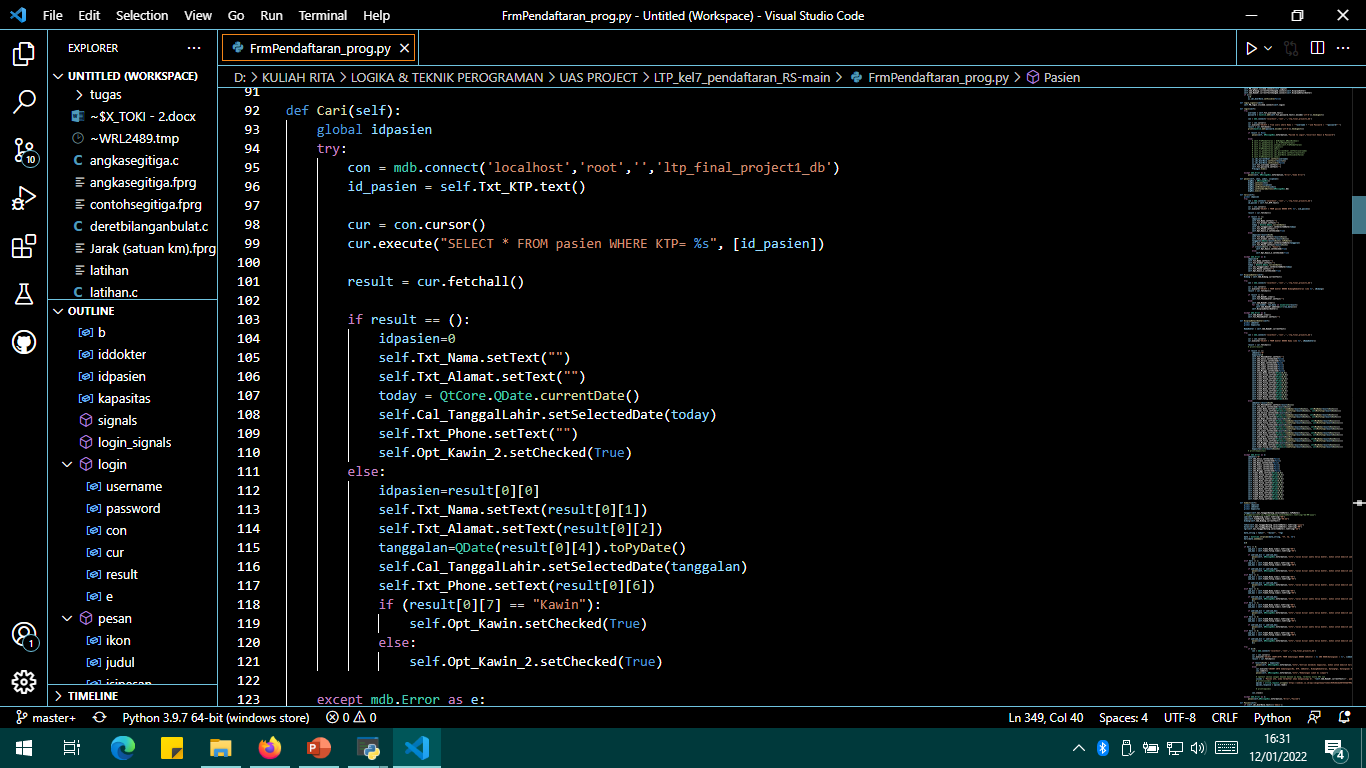 File Edit Selection View Go Run Terminal Help FrmPendaftaran_prog.py - Untitled (Workspace) - Visual Studio Code
EXPLORER
UNTITLED (WORKSPACE)
tugas
~$X_TOKI - 2.docx
~WRL2489.tmp
angkasegitiga.c
angkasegitiga.fprg
contohsegitiga.fprg
deretbilanganbulat.c
Jarak (satuan km).fprg
latihan
latihan.c
OUTLINE
b
iddokter
idpasien
kapasitas
signals
login_signals
login
username
password
con
cur
result
e
pesan
ikon
judul
isipesan
TIMELINE
10
1
FrmPendaftaran_prog.py
D: > KULIAH RITA > LOGIKA & TEKNIK PEROGRAMAN > UAS PROJECT > LTP_kel7_pendaftaran_RS-main > FrmPendaftaran_prog.py > Pasien
91
92 def Cari(self):
93 global idpasien
94 try:
95 con = mdb.connect('localhost','root','','ltp_final_project1_db')
96 id_pasien = self.Txt_KTP.text()
97
98 cur = con.cursor()
99 cur.execute("SELECT * FROM pasien WHERE KTP= %s", [id_pasien])
100
101 result = cur.fetchall()
102
103 if result == ():
104 idpasien=0
105 self.Txt_Nama.setText("")
106 self.Txt_Alamat.setText("")
107 today = QtCore.QDate.currentDate()
108 self.Cal_TanggalLahir.setSelectedDate(today)
109 self.Txt_Phone.setText("")
110 self.Opt_Kawin_2.setChecked(True)
111 else:
112 idpasien=result[0][0]
113 self.Txt_Nama.setText(result[0][1])
114 self.Txt_Alamat.setText(result[0][2])
115 tanggalan=QDate(result[0][4]).toPyDate()
116 self.Cal_TanggalLahir.setSelectedDate(tanggalan)
117 self.Txt_Phone.setText(result[0][6])
118 if (result[0][7] == "Kawin"):
119 self.Opt_Kawin.setChecked(True)
120 else:
121 self.Opt_Kawin_2.setChecked(True)
122
123 except mdb.Error as e:
master+ Python 3.9.7 64-bit (windows store) 0 0 Ln 349, Col 40 Spaces: 4 UTF-8 CRLF Python
16:31
12/01/2022
4